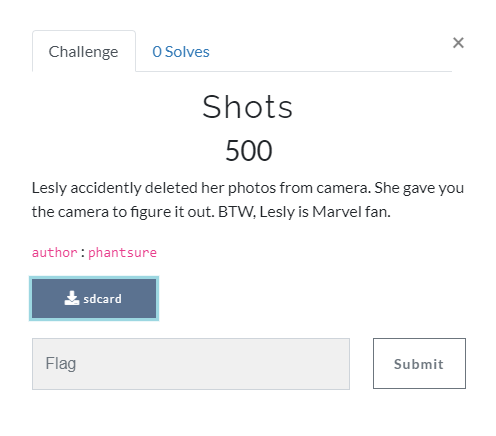 Challenge
0 Solves
×
Shots
500
Lesly accidently deleted her photos from camera. She gave you
the camera to figure it out. BTW, Lesly is Marvel fan.
author:phantsure
sdcard
Flag
Submit